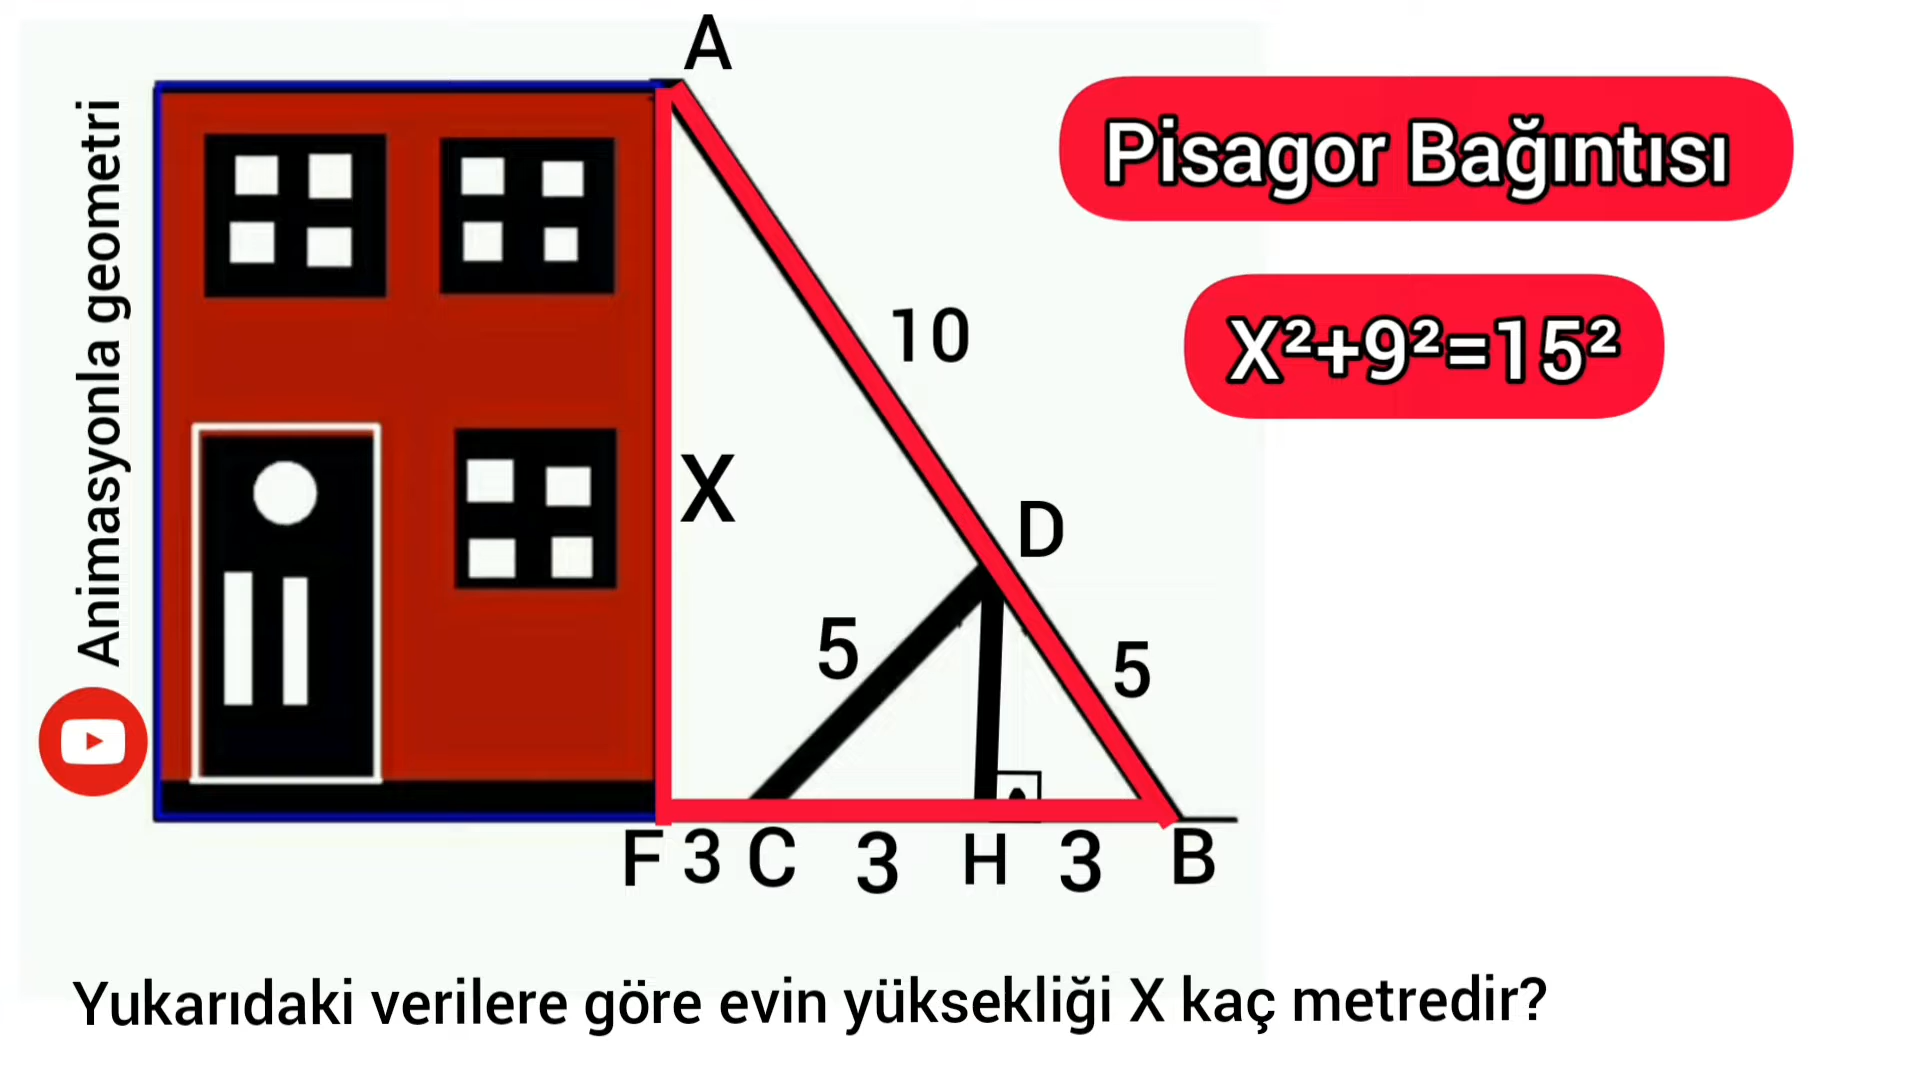 A
Pisagor Bağıntısı
X²+9²=15²
Animasyonla geometri
10
X
D
5
5
F 3 C 3 H 3 B
Yukarıdaki verilere göre evin yüksekliği X kaç metredir?